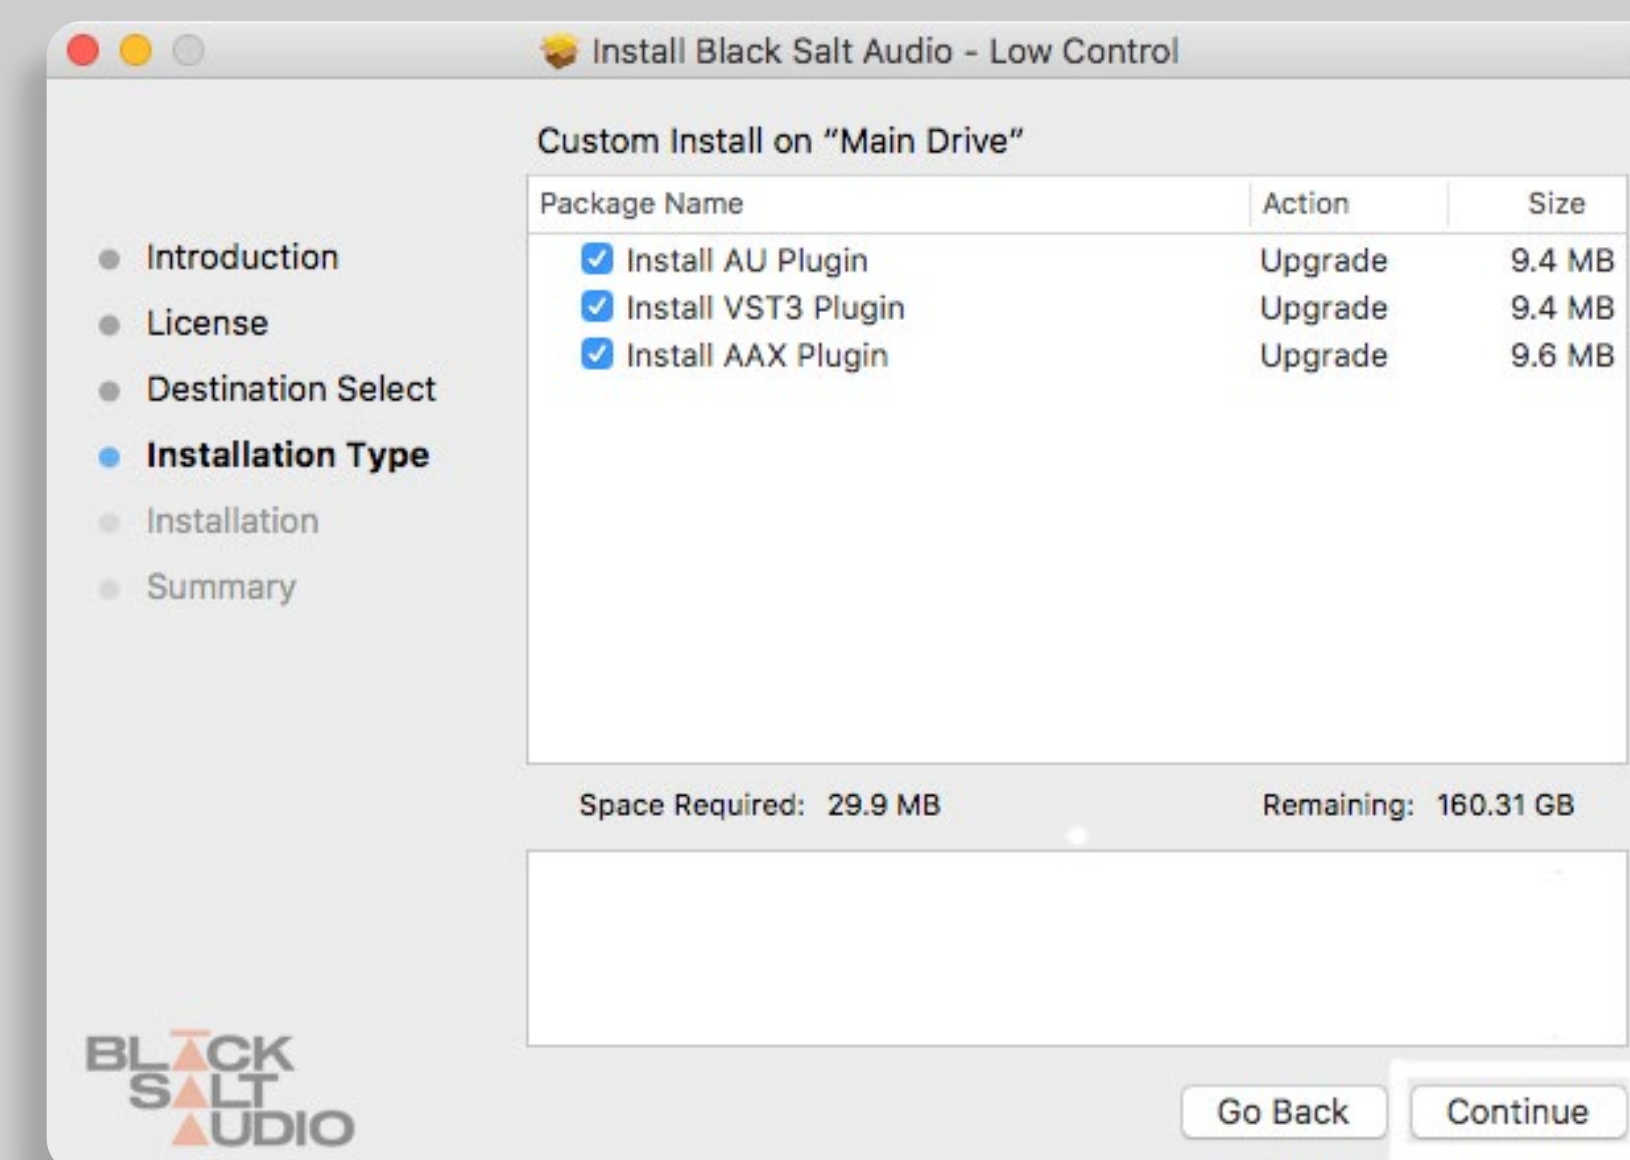 Install Black Salt Audio - Low Control
Custom Install on “Main Drive”
Package Name Action Size
Install AU Plugin Upgrade 9.4 MB
Install VST3 Plugin Upgrade 9.4 MB
Install AAX Plugin Upgrade 9.6 MB
Introduction
License
Destination Select
Installation Type
Installation
Summary
Space Required: 29.9 MB Remaining: 160.31 GB
BLACK
SALT
AUDIO
Go Back Continue